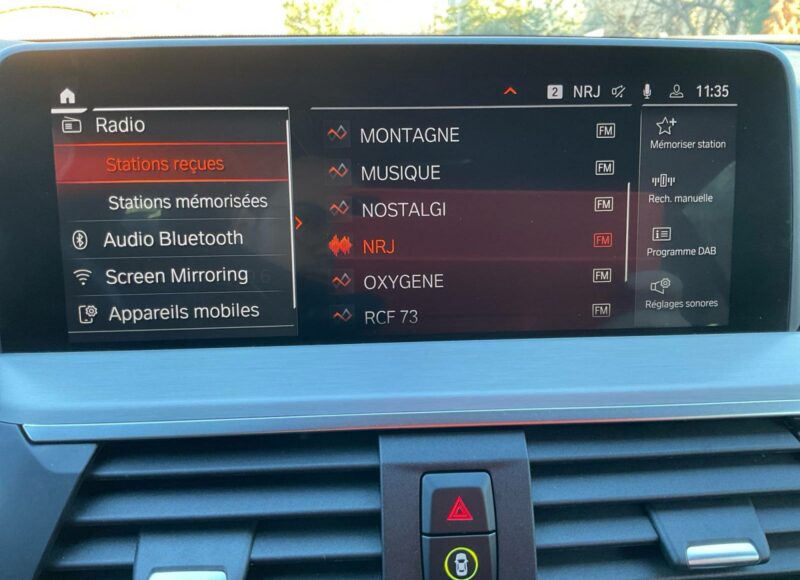 2 NRJ 11:35
Radio
Stations reçues
Stations mémorisées
Audio Bluetooth
Screen Mirroring
Appareils mobiles
MONTAGNE FM
MUSIQUE FM
NOSTALGI FM
NRJ FM
OXYGENE FM
RCF 73 FM
Mémoriser station
Rech. manuelle
Programme DAB
Réglages sonores